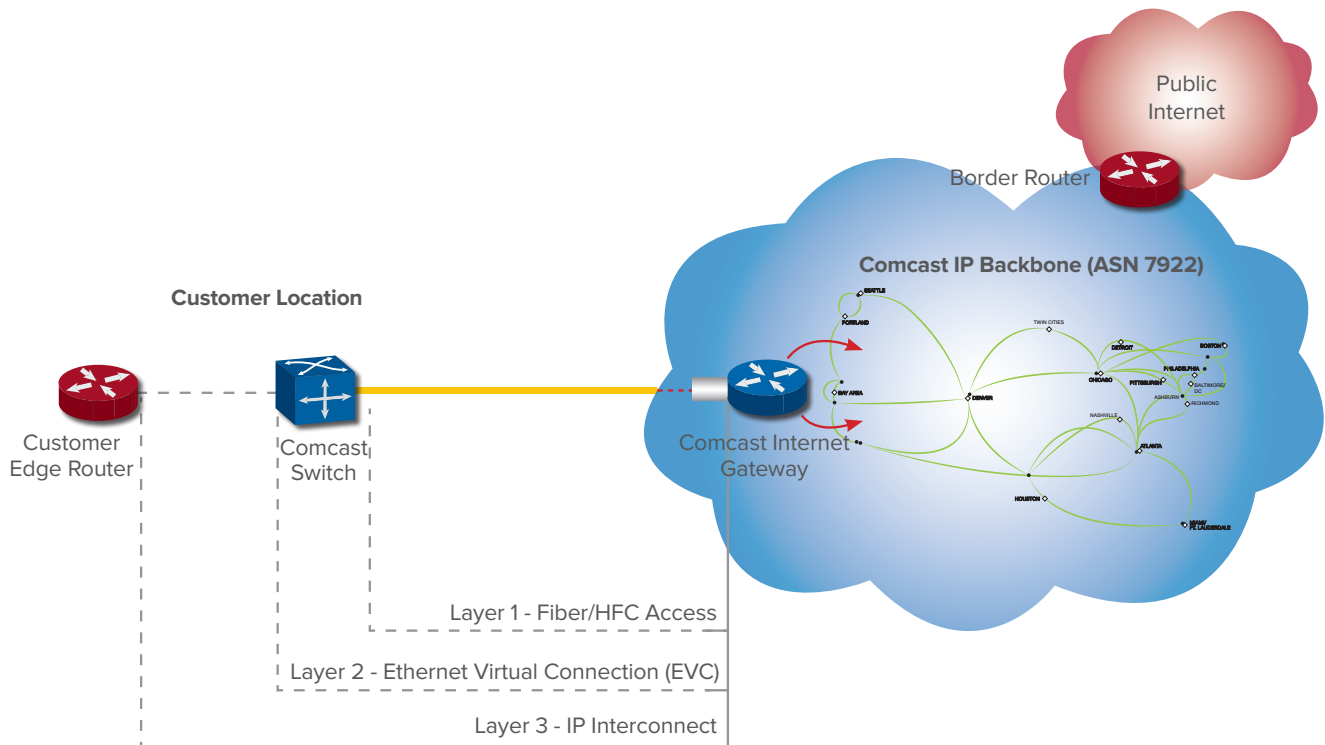 Public
Internet
Border Router
Comcast IP Backbone (ASN 7922)
Customer Location
SEATTLE
PORTLAND
TWIN CITIES
DETROIT
BOSTON
PHILADELPHIA
CHICAGO
PITTSBURGH
BALTIMORE/
DC
ASHBURN
RICHMOND
BAY AREA
DENVER
NASHVILLE
ATLANTA
HOUSTON
MIAMI/
FT. LAUDERDALE
Customer
Edge Router
Comcast
Switch
Comcast Internet
Gateway
Layer 1 - Fiber/HFC Access
Layer 2 - Ethernet Virtual Connection (EVC)
Layer 3 - IP Interconnect